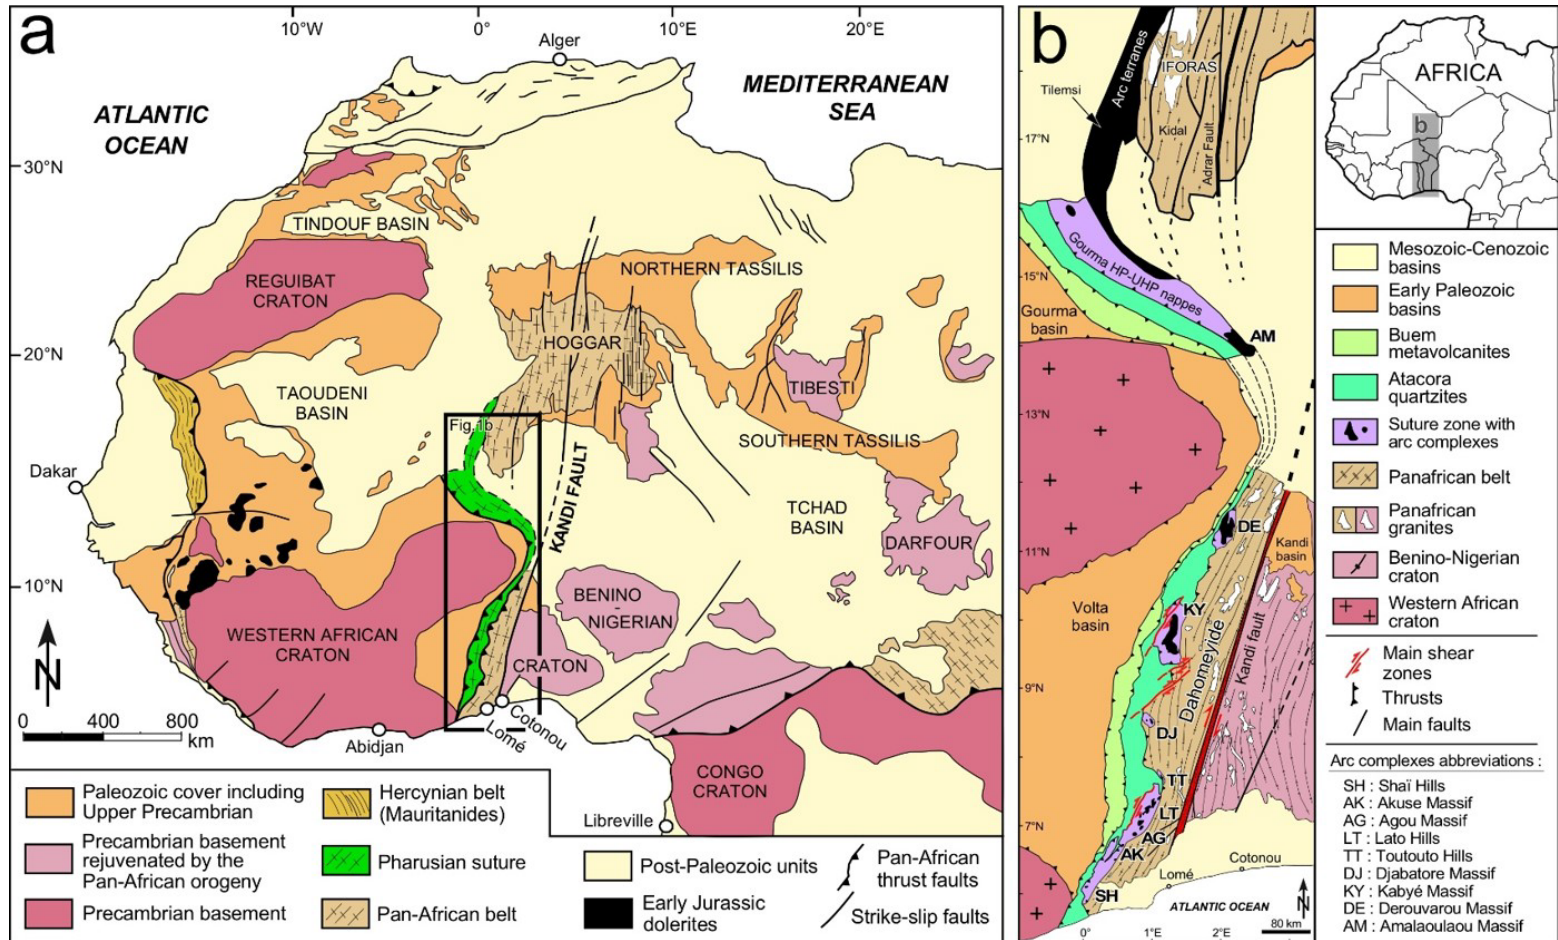 a
10°W
0°
10°E
20°E
Alger
ATLANTIC
OCEAN
MEDITERRANEAN
SEA
30°N
TINDOUF BASIN
REGUIBAT
CRATON
NORTHERN TASSILIS
HOGGAR
20°N
TAOUDENI
BASIN
TIBESTI
Fig.1b
SOUTHERN TASSILIS
Dakar
KANDI FAULT
TCHAD
BASIN
DARFOUR
10°N
BENINO
- NIGERIAN
CRATON
WESTERN AFRICAN
CRATON
N
0 400 800
km
Abidjan
Lomé
Cotonou
CONGO
CRATON
Libreville
Paleozoic cover including
Upper Precambrian
Precambrian basement
rejuvenated by the
Pan-African orogeny
Precambrian basement
Hercynian belt
(Mauritanides)
Pharusian suture
Pan-African belt
Post-Paleozoic units
Early Jurassic
dolerites
Pan-African
thrust faults
Strike-slip faults
b
Arc terranes
IFORAS
Tilemsi
Kidal
Adrar Fault
17°N
Gourma HP-UHP nappes
15°N
Gourma
basin
AM
13°N
DE
11°N
Kandi
basin
Volta
basin
KY
Dahomeyide
Kandi fault
9°N
DJ
TT
LT
7°N
AG
AK
SH
Lomé
Cotonou
ATLANTIC OCEAN
N
0°
1°E
2°E
80 km
AFRICA
b
Mesozoic-Cenozoic
basins
Early Paleozoic
basins
Buem
metavolcanites
Atacora
quartzites
Suture zone with
arc complexes
Panafrican belt
Panafrican
granites
Benino-Nigerian
craton
Western African
craton
Main shear
zones
Thrusts
Main faults
Arc complexes abbreviations :
SH : Shaï Hills
AK : Akuse Massif
AG : Agou Massif
LT : Lato Hills
TT : Toutouto Hills
DJ : Djabatore Massif
KY : Kabyé Massif
DE : Derouvarou Massif
AM : Amalaoulaou Massif